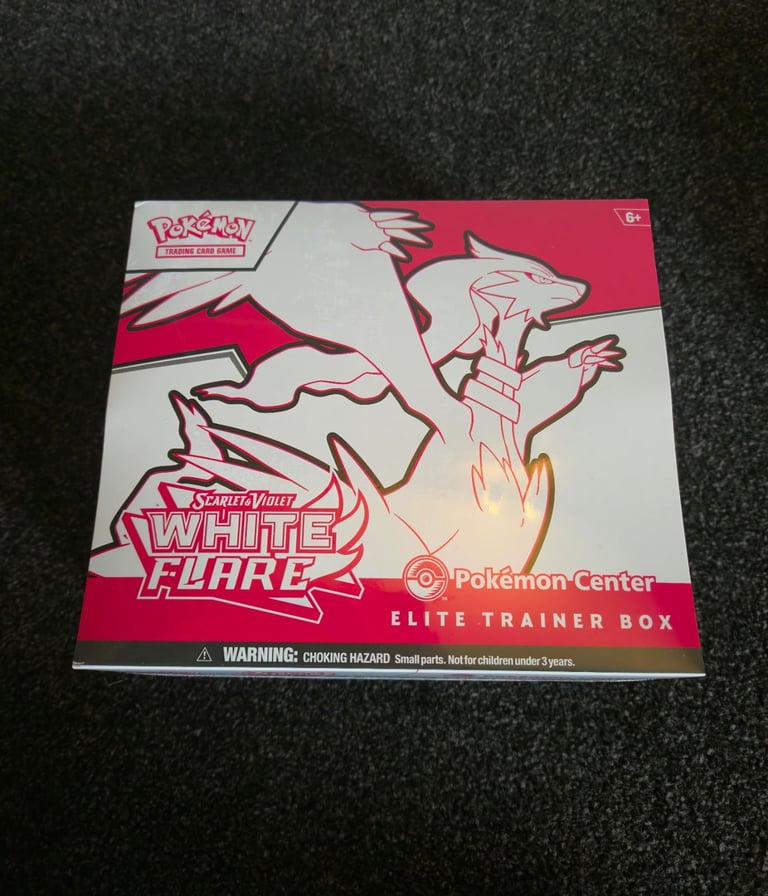 POKéMON
TRADING CARD GAME
6+
SCARLET & VIOLET
WHITE
FLARE
Pokémon Center
ELITE TRAINER BOX
WARNING: CHOKING HAZARD Small parts. Not for children under 3 years.